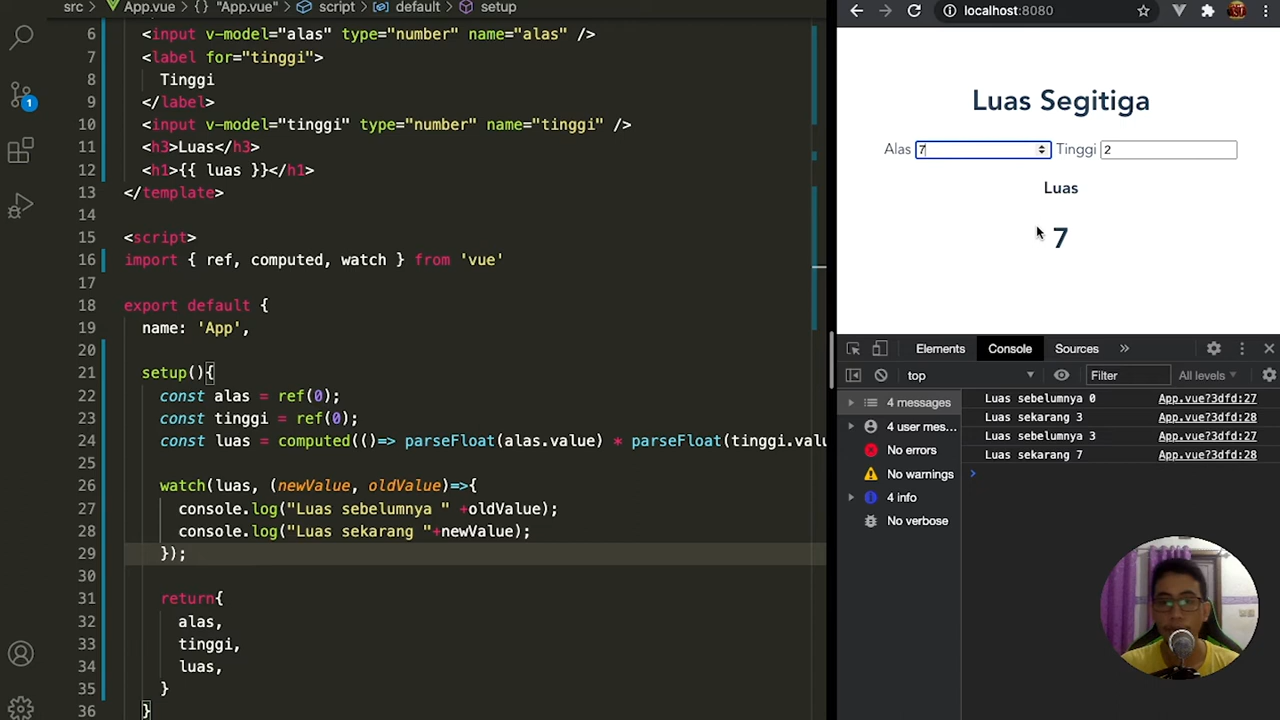 src > App.vue > {} "App.vue" > script > default > setup
6 <input v-model="alas" type="number" name="alas" />
7 <label for="tinggi">
8 Tinggi
9 </label>
10 <input v-model="tinggi" type="number" name="tinggi" />
11 <h3>Luas</h3>
12 <h1>{{ luas }}</h1>
13 </template>
14
15 <script>
16 import { ref, computed, watch } from 'vue'
17
18 export default {
19 name: 'App',
20
21 setup(){
22 const alas = ref(0);
23 const tinggi = ref(0);
24 const luas = computed(()=> parseFloat(alas.value) * parseFloat(tinggi.valu
25
26 watch(luas, (newValue, oldValue)=>{
27 console.log("Luas sebelumnya " +oldValue);
28 console.log("Luas sekarang "+newValue);
29 });
30
31 return{
32 alas,
33 tinggi,
34 luas,
35 }
36 }
1
localhost:8080
Luas Segitiga
Alas 7 Tinggi 2
Luas
7
Elements Console Sources »
top Filter All levels
4 messages
4 user mes...
No errors
No warnings
4 info
No verbose
Luas sebelumnya 0 App.vue?3dfd:27
Luas sekarang 3 App.vue?3dfd:28
Luas sebelumnya 3 App.vue?3dfd:27
Luas sekarang 7 App.vue?3dfd:28
>